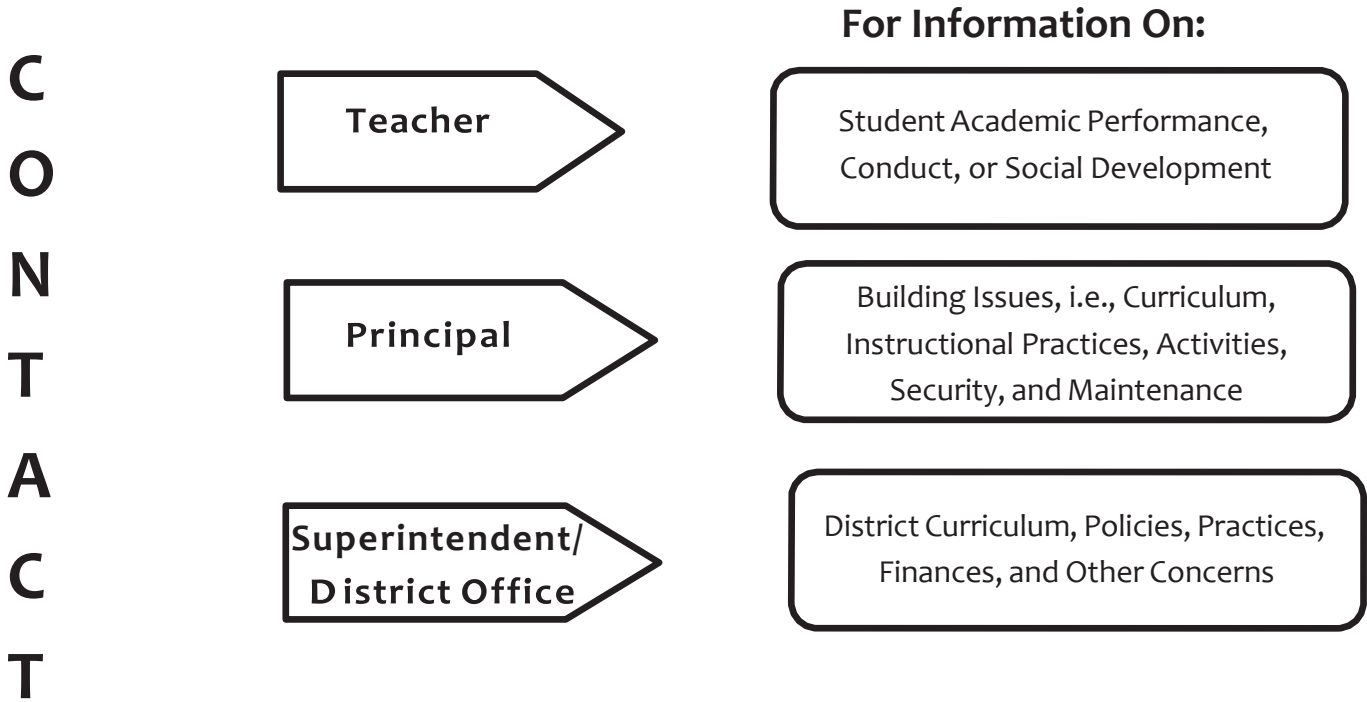 For Information On:
C
O
N
T
A
C
T
Teacher
Student Academic Performance,
Conduct, or Social Development
Principal
Building Issues, i.e., Curriculum,
Instructional Practices, Activities,
Security, and Maintenance
Superintendent/
District Office
District Curriculum, Policies, Practices,
Finances, and Other Concerns